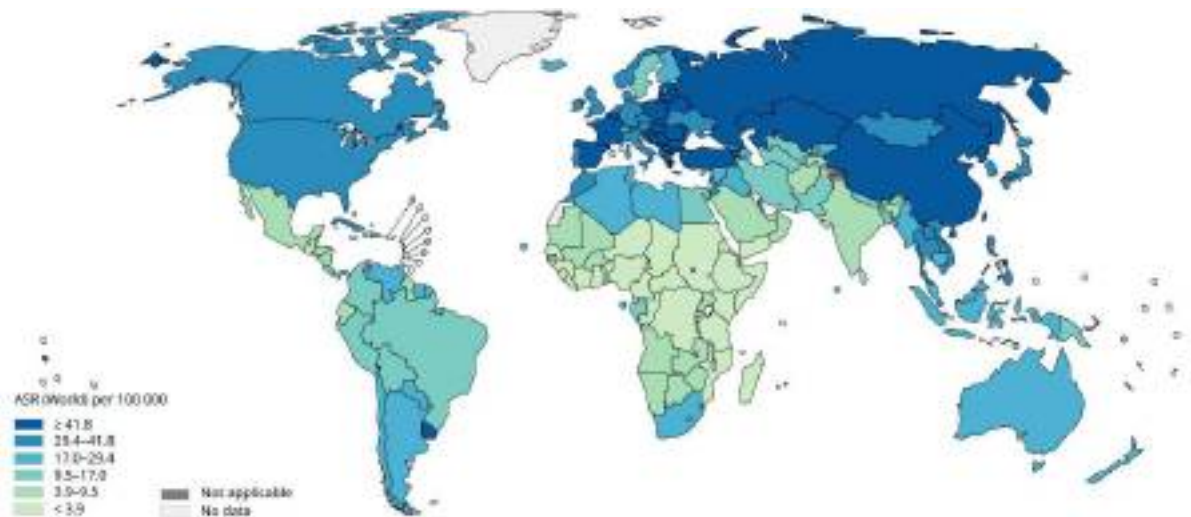 ASR (World) per 100 000
≥ 41.8
29.4–41.8
17.0–29.4
9.5–17.0
3.9–9.5
< 3.9
Not applicable
No data